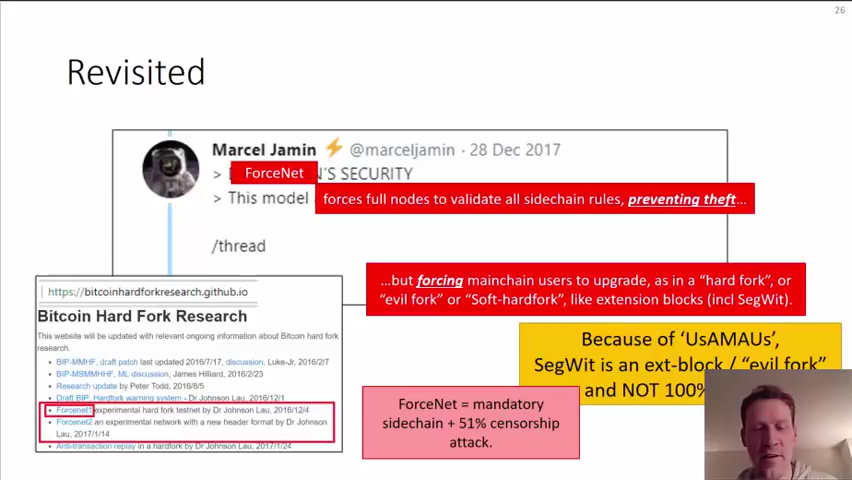 26
Revisited
Marcel Jamin ⚡ @marceljamin · 28 Dec 2017
> ForceNet N'S SECURITY
> This model
forces full nodes to validate all sidechain rules, preventing theft…
/thread
…but forcing mainchain users to upgrade, as in a "hard fork", or
"evil fork" or "Soft-hardfork", like extension blocks (incl SegWit).
https://bitcoinhardforkresearch.github.io
Bitcoin Hard Fork Research
This website will be updated with relevant ongoing information about Bitcoin hard fork
research.
• BIP-MMHF, draft patch last updated 2016/7/17, discussion, Luke-Jr, 2016/2/7
• BIP-MSMMHHF, ML discussion, James Hilliard, 2016/2/23
• Research update by Peter Todd, 2016/8/5
• Draft BIP, Hardfork warning system - Dr Johnson Lau, 2016/12/1
• Forcenet1 experimental hard fork testnet by Dr Johnson Lau. 2016/12/4
• Forcenet2 an experimental network with a new header format by Dr Johnson
Lau, 2017/1/14
• Anti-transaction replay in a hardfork by Dr Johnson Lau, 2017/1/24
Because of 'UsAMAUs',
SegWit is an ext-block / "evil fork"
and NOT 100%
ForceNet = mandatory
sidechain + 51% censorship
attack.